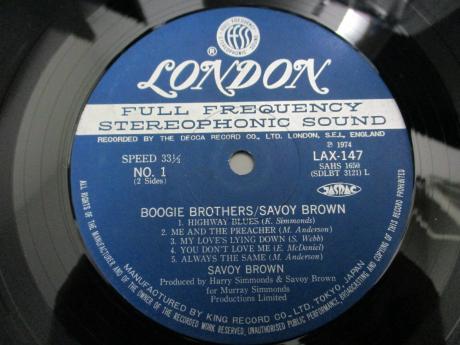 FULL FREQUENCY
STEREOPHONIC SOUND
®LONDON
FULL FREQUENCY
STEREOPHONIC SOUND
RECORDED BY THE DECCA RECORD CO., LTD. LONDON, S.E.1., ENGLAND
SPEED 33⅓
NO. 1
(2 Sides)
℗ 1974
LAX-147
SAHS 1650
(SDLBT 3121) L
JASRAC
BOOGIE BROTHERS/SAVOY BROWN
1. HIGHWAY BLUES (K. Simmonds)
2. ME AND THE PREACHER (M. Anderson)
3. MY LOVE'S LYING DOWN (S. Webb)
4. YOU DON'T LOVE ME (E. McDaniel)
5. ALWAYS THE SAME (M. Anderson)
SAVOY BROWN
Produced by Harry Simmonds & Savoy Brown
for Murray Simmonds
Productions Limited
MANUFACTURED BY KING RECORD CO., LTD. TOKYO, JAPAN
ALL RIGHTS OF THE MANUFACTURER AND OF THE OWNER OF THE RECORDED WORK RESERVED, UNAUTHORISED PUBLIC PERFORMANCE, BROADCASTING AND COPYING OF THIS RECORD PROHIBITED